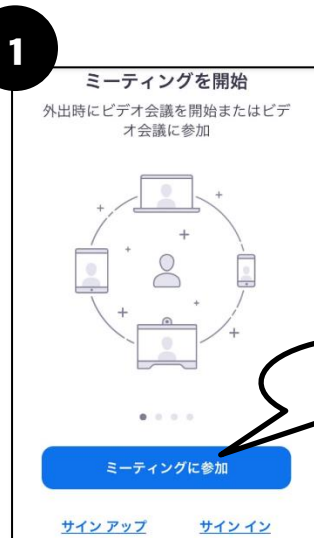 1
ミーティングを開始
外出時にビデオ会議を開始またはビデ
オ会議に参加
ミーティングに参加
サイン アップ サイン イン